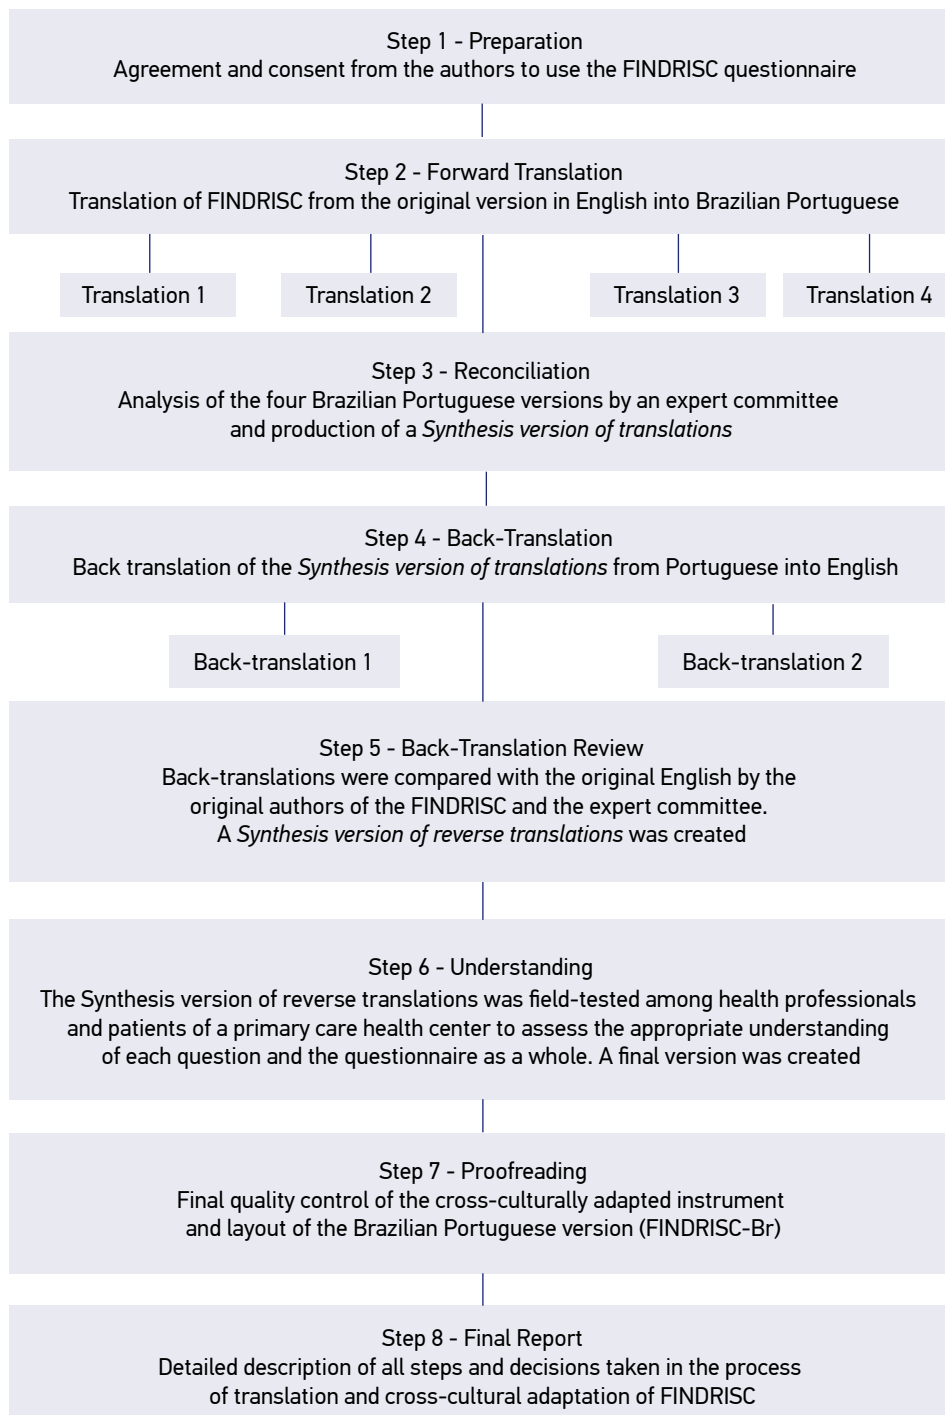 Step 1 - Preparation
Agreement and consent from the authors to use the FINDRISC questionnaire
Step 2 - Forward Translation
Translation of FINDRISC from the original version in English into Brazilian Portuguese
Translation 1
Translation 2
Translation 3
Translation 4
Step 3 - Reconciliation
Analysis of the four Brazilian Portuguese versions by an expert committee
and production of a Synthesis version of translations
Step 4 - Back-Translation
Back translation of the Synthesis version of translations from Portuguese into English
Back-translation 1
Back-translation 2
Step 5 - Back-Translation Review
Back-translations were compared with the original English by the
original authors of the FINDRISC and the expert committee.
A Synthesis version of reverse translations was created
Step 6 - Understanding
The Synthesis version of reverse translations was field-tested among health professionals
and patients of a primary care health center to assess the appropriate understanding
of each question and the questionnaire as a whole. A final version was created
Step 7 - Proofreading
Final quality control of the cross-culturally adapted instrument
and layout of the Brazilian Portuguese version (FINDRISC-Br)
Step 8 - Final Report
Detailed description of all steps and decisions taken in the process
of translation and cross-cultural adaptation of FINDRISC